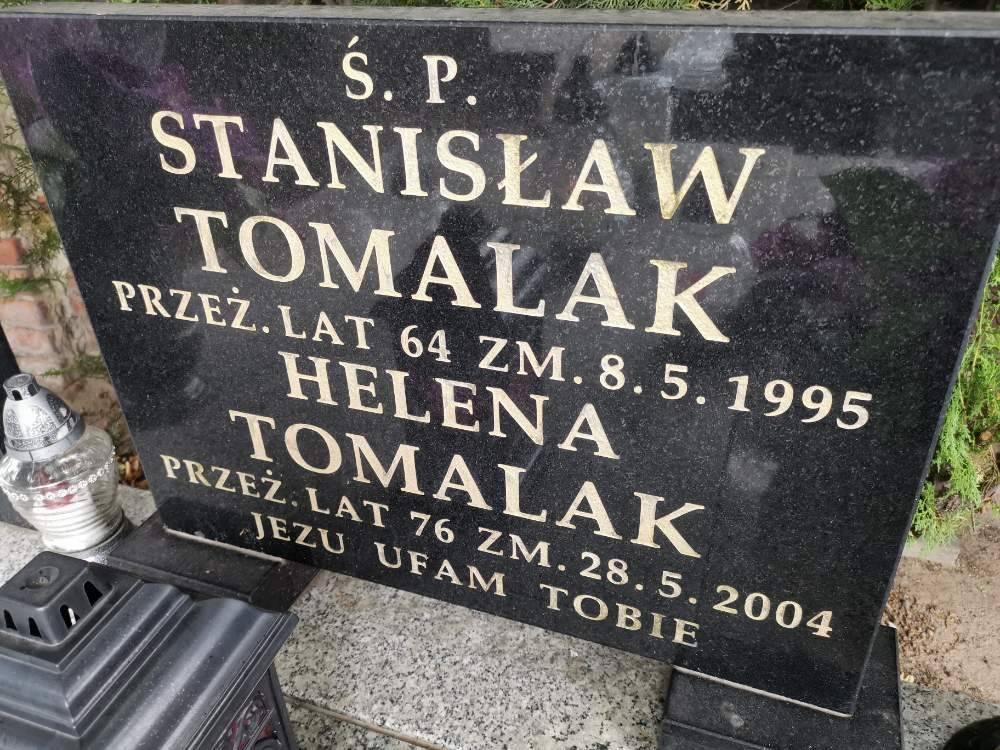 Ś. P.
STANISŁAW
TOMALAK
PRZEŻ. LAT 64 ZM. 8. 5. 1995
HELENA
TOMALAK
PRZEŻ. LAT 76 ZM. 28. 5. 2004
JEZU UFAM TOBIE